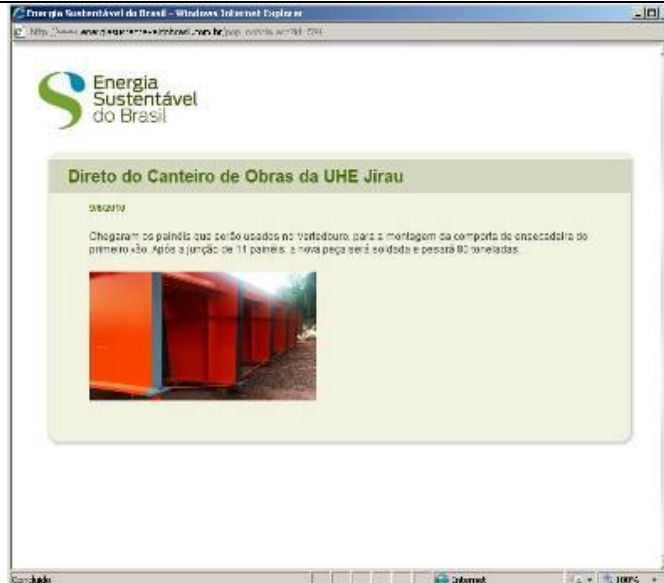 Energia Sustentável do Brasil - Windows Internet Explorer
Energia
Sustentável
do Brasil
Direto do Canteiro de Obras da UHE Jirau
Chegaram os painéis que serão usados no Vertedouro, para a montagem da comporta de ensecadeira do
primeiro vão. Após a junção de 11 painéis, a nova peça será soldada e pesará 80 toneladas.
Concluído
Internet
100%